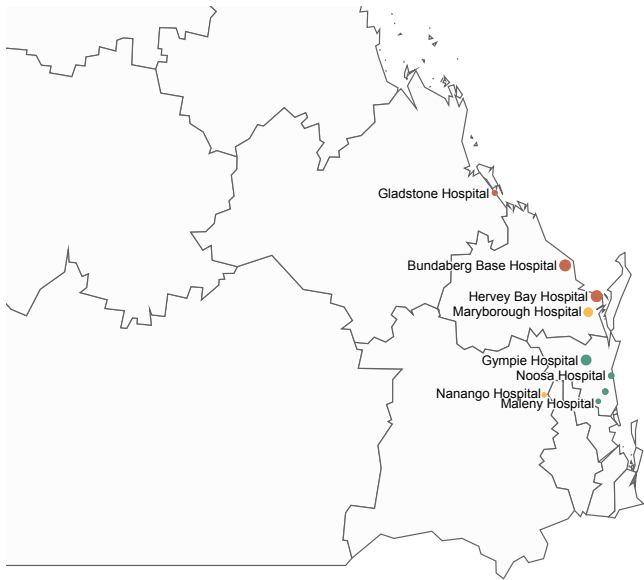 Gladstone Hospital
Bundaberg Base Hospital
Hervey Bay Hospital
Maryborough Hospital
Gympie Hospital
Noosa Hospital
Nanango Hospital
Maleny Hospital